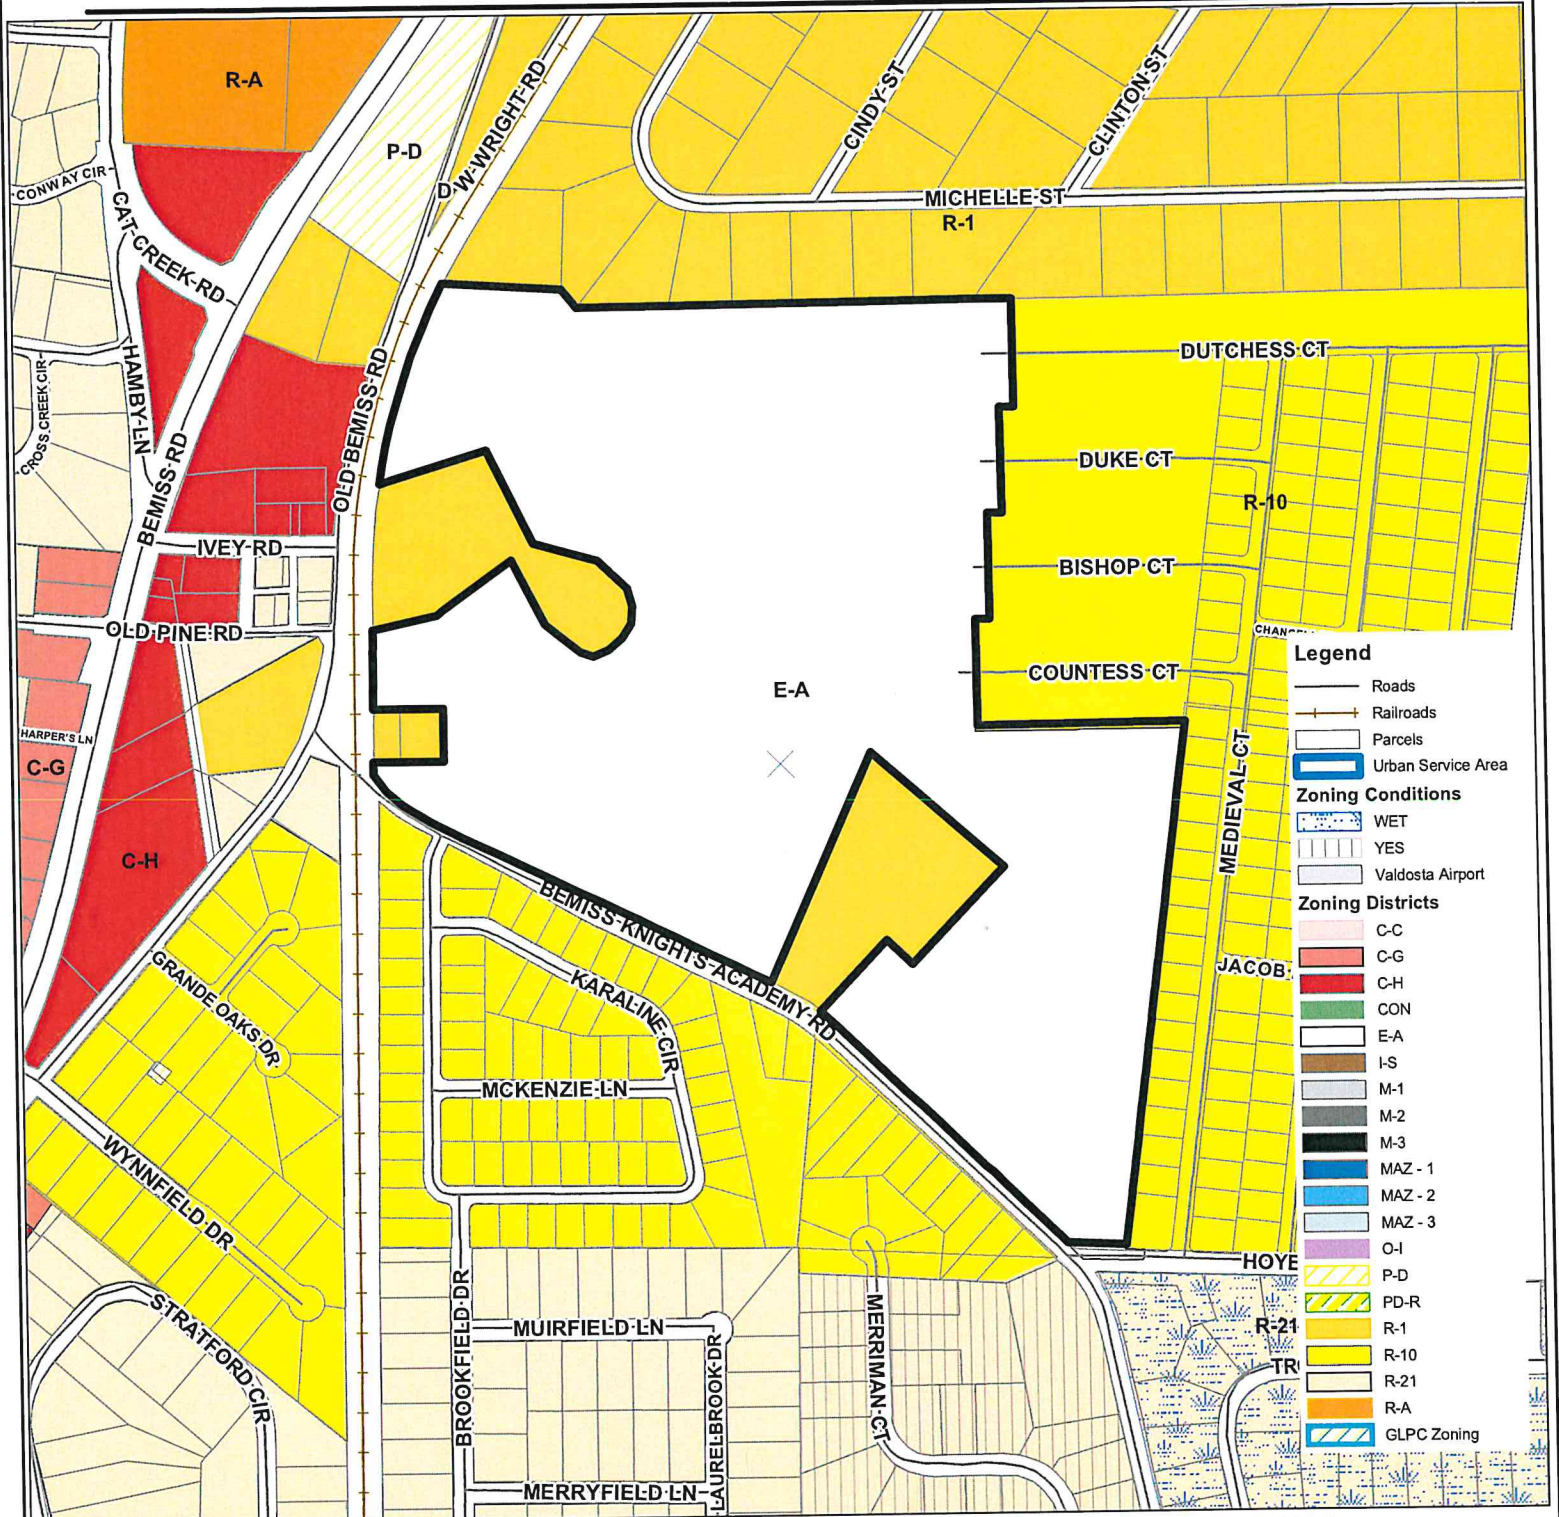 R-A
P-D
D-W-WRIGHT-RD
CINDY-ST
CLINTON-ST
CONWAY CIR
MICHELLE-ST
R-1
CAT-CREEK-RD
HAMBY-LN
CROSS CREEK CIR
BEMISS-RD
OLD-BEMISS-RD
DUTCHESS-CT
DUKE-CT
R-10
IVEY-RD
BISHOP-CT
OLD-PINE-RD
COUNTESS-CT
E-A
HARPER'S LN
C-G
MEDIEVAL-CT
C-H
BEMISS-KNIGHTS-ACADEMY-RD
JACOB-
GRANDE OAKS DR
KARALINE-CIR
MCKENZIE-LN
WYNNFIELD DR
HOYE
STRATFORD CIR
BROOKFIELD-DR
MUIRFIELD LN
LAURELBROOK-DR
MERRIMAN-CT
R-21
MERRYFIELD-LN
Legend
Roads
Railroads
Parcels
Urban Service Area
Zoning Conditions
WET
YES
Valdosta Airport
Zoning Districts
C-C
C-G
C-H
CON
E-A
I-S
M-1
M-2
M-3
MAZ - 1
MAZ - 2
MAZ - 3
O-I
P-D
PD-R
R-1
R-10
R-21
R-A
GLPC Zoning